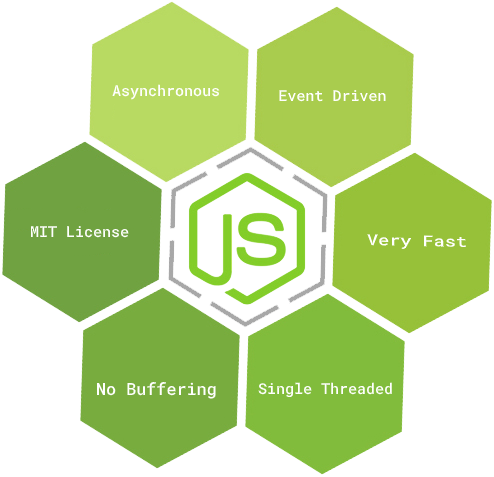 Asynchronous
Event Driven
MIT License
JS
Very Fast
No Buffering
Single Threaded